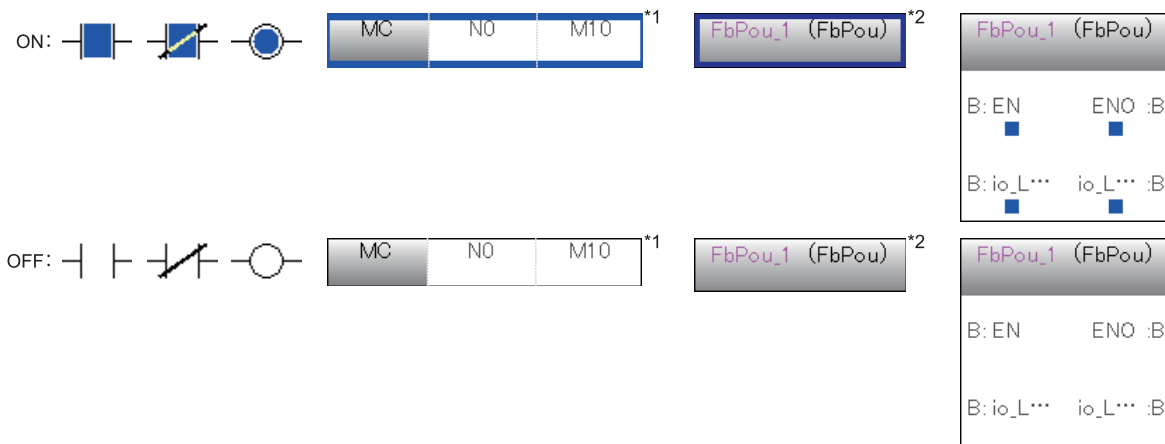 ON: MC N0 M10 *1 FbPou_1 (FbPou) *2 FbPou_1 (FbPou)
B: EN ENO :B
B: io_L… io_L… :B
OFF: MC N0 M10 *1 FbPou_1 (FbPou) *2 FbPou_1 (FbPou)
B: EN ENO :B
B: io_L… io_L… :B